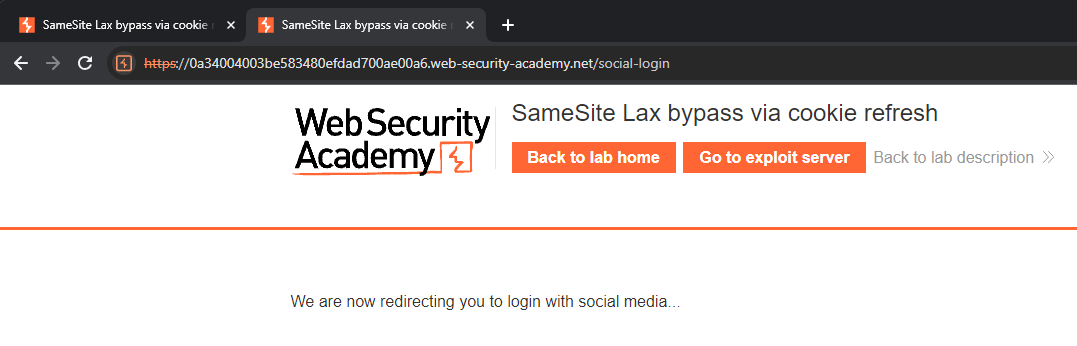 SameSite Lax bypass via cookie r
SameSite Lax bypass via cookie r
https://0a34004003be583480efdad700ae00a6.web-security-academy.net/social-login
WebSecurity
Academy
SameSite Lax bypass via cookie refresh
Back to lab home
Go to exploit server
Back to lab description
We are now redirecting you to login with social media...